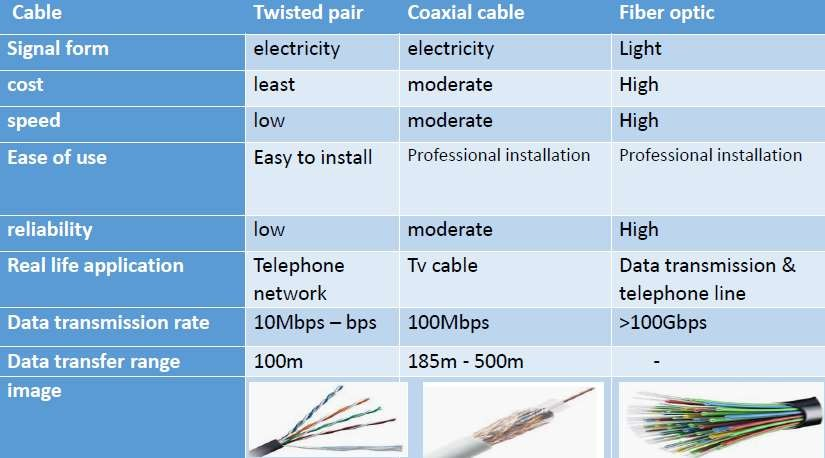 Cable Twisted pair Coaxial cable Fiber optic
Signal form electricity electricity Light
cost least moderate High
speed low moderate High
Ease of use Easy to install Professional installation Professional installation
reliability low moderate High
Real life application Telephone network Tv cable Data transmission & telephone line
Data transmission rate 10Mbps – bps 100Mbps >100Gbps
Data transfer range 100m 185m - 500m -
image